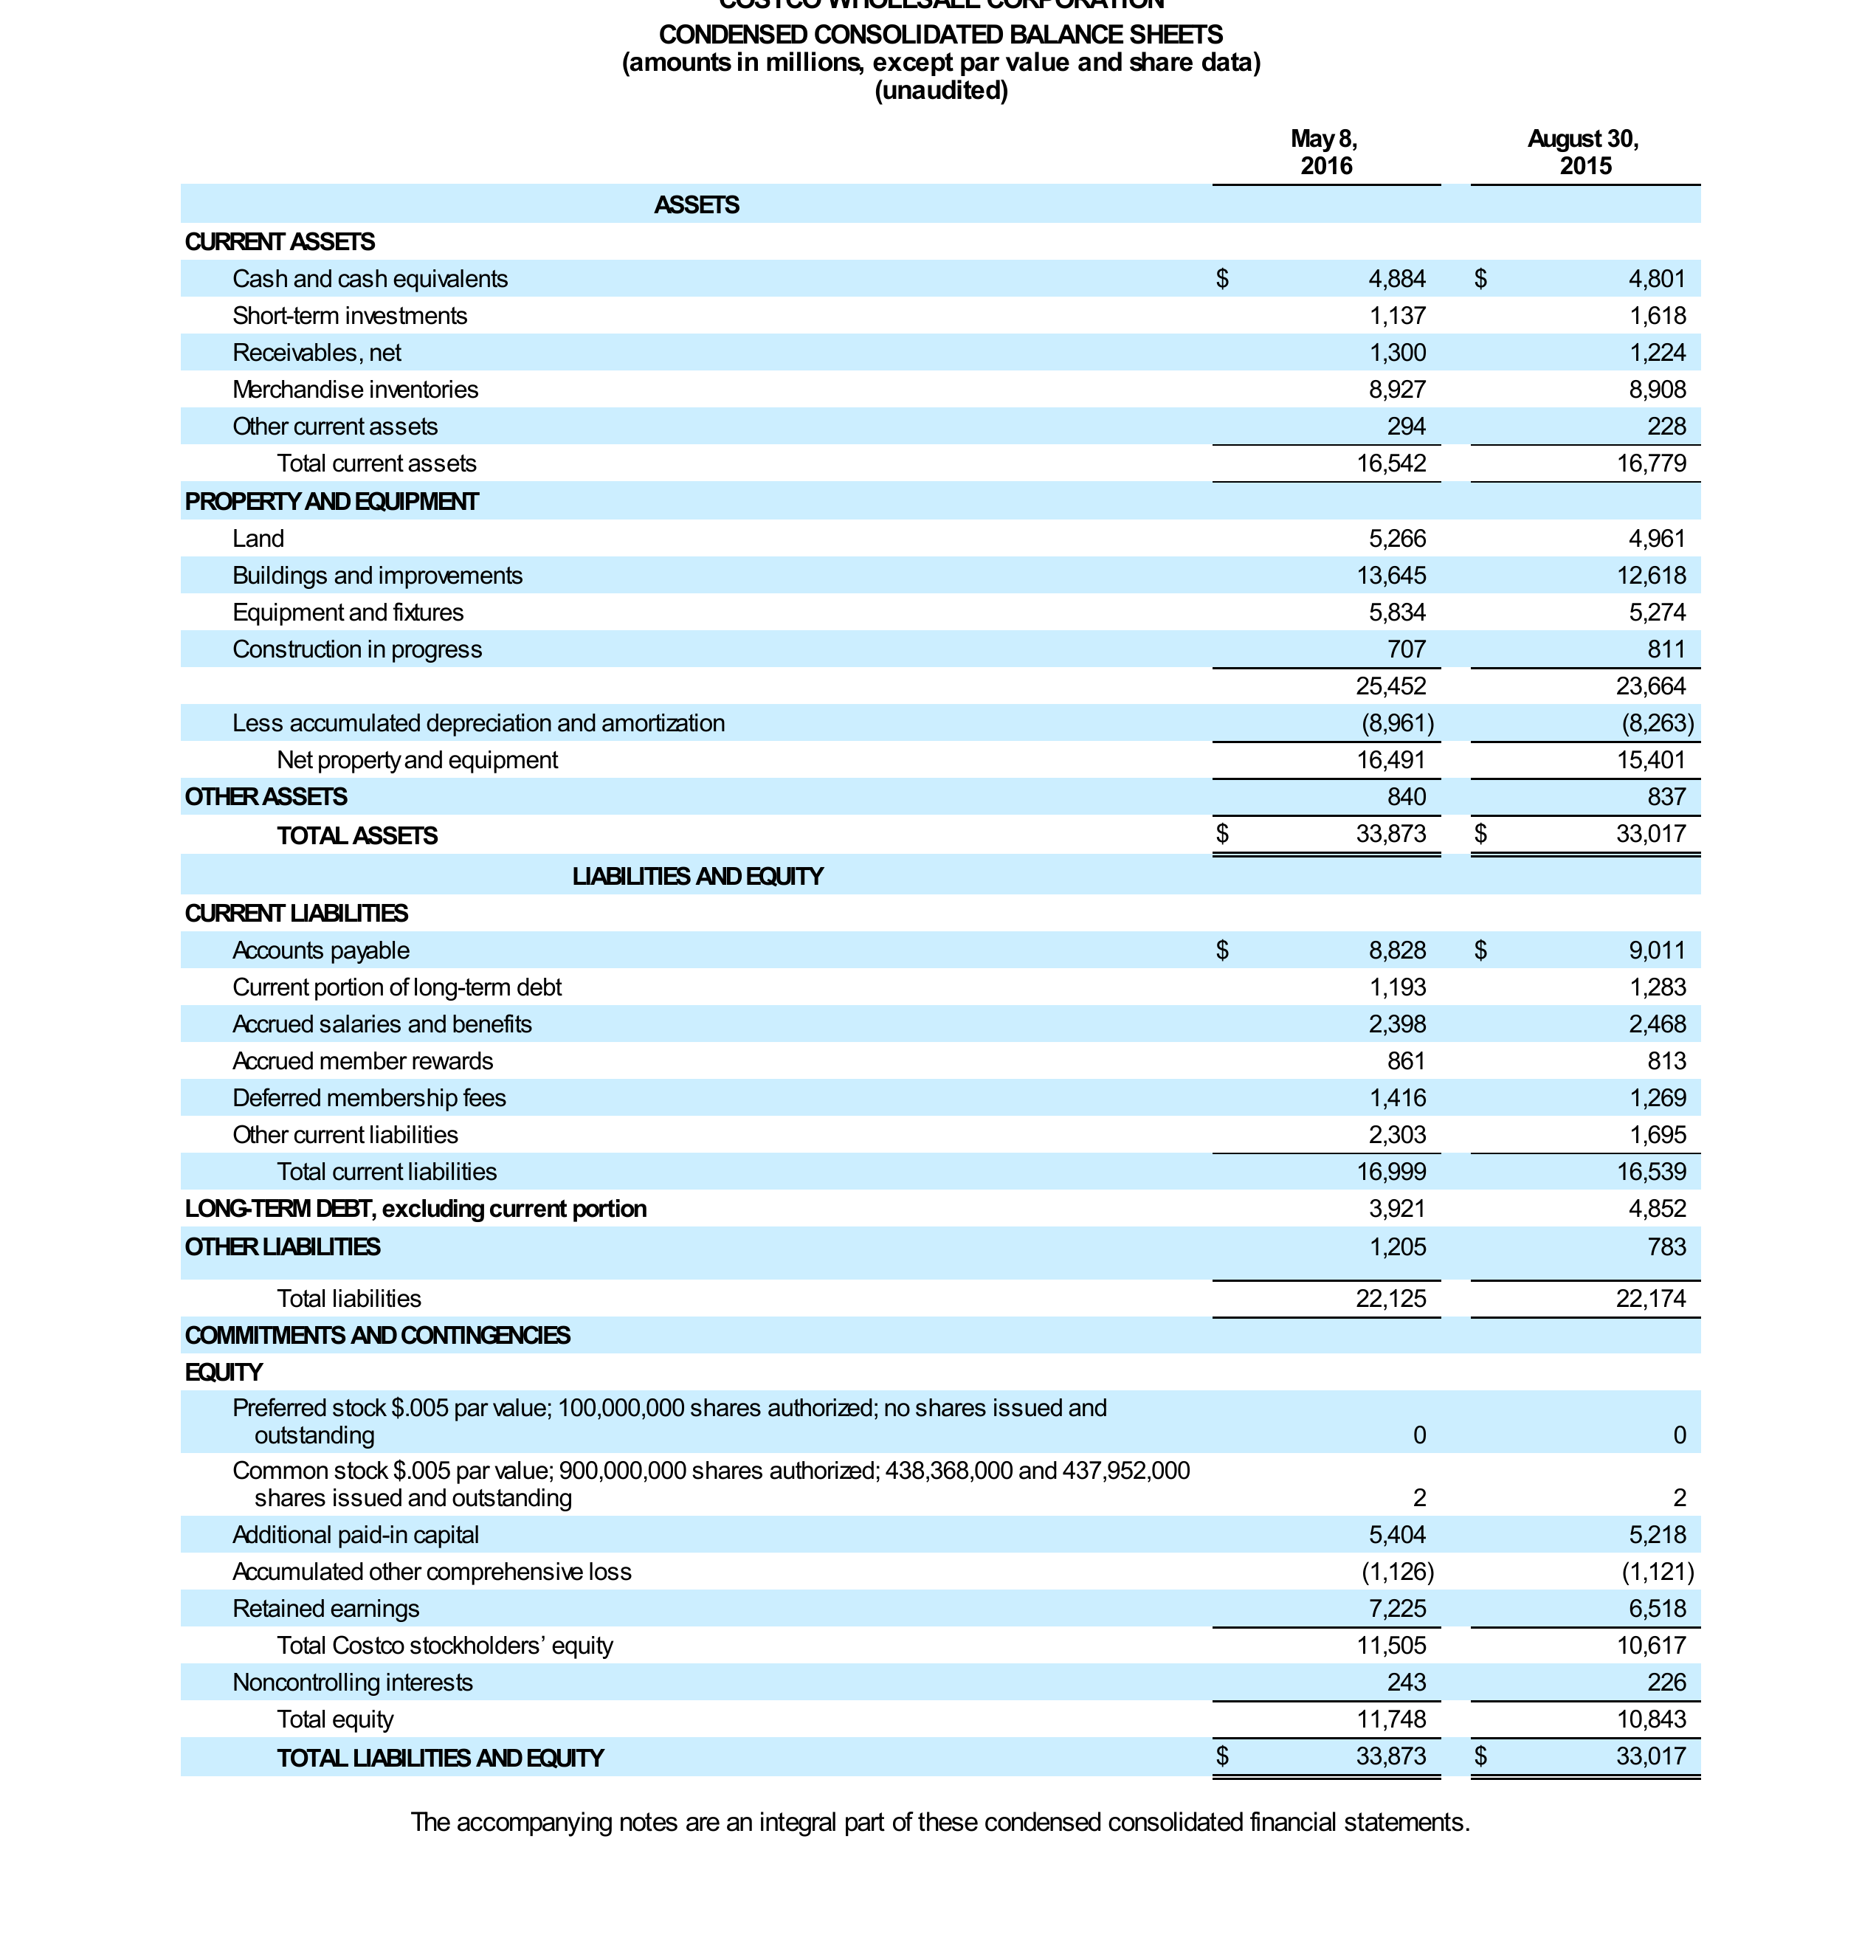 COSTCO WHOLESALE CORPORATION
CONDENSED CONSOLIDATED BALANCE SHEETS
(amounts in millions, except par value and share data)
(unaudited)
May 8, August 30,
2016 2015
ASSETS
CURRENT ASSETS
Cash and cash equivalents $ 4,884 $ 4,801
Short-term investments 1,137 1,618
Receivables, net 1,300 1,224
Merchandise inventories 8,927 8,908
Other current assets 294 228
Total current assets 16,542 16,779
PROPERTY AND EQUIPMENT
Land 5,266 4,961
Buildings and improvements 13,645 12,618
Equipment and fixtures 5,834 5,274
Construction in progress 707 811
25,452 23,664
Less accumulated depreciation and amortization (8,961) (8,263)
Net property and equipment 16,491 15,401
OTHER ASSETS 840 837
TOTAL ASSETS $ 33,873 $ 33,017
LIABILITIES AND EQUITY
CURRENT LIABILITIES
Accounts payable $ 8,828 $ 9,011
Current portion of long-term debt 1,193 1,283
Accrued salaries and benefits 2,398 2,468
Accrued member rewards 861 813
Deferred membership fees 1,416 1,269
Other current liabilities 2,303 1,695
Total current liabilities 16,999 16,539
LONG-TERM DEBT, excluding current portion 3,921 4,852
OTHER LIABILITIES 1,205 783
Total liabilities 22,125 22,174
COMMITMENTS AND CONTINGENCIES
EQUITY
Preferred stock $.005 par value; 100,000,000 shares authorized; no shares issued and
outstanding 0 0
Common stock $.005 par value; 900,000,000 shares authorized; 438,368,000 and 437,952,000
shares issued and outstanding 2 2
Additional paid-in capital 5,404 5,218
Accumulated other comprehensive loss (1,126) (1,121)
Retained earnings 7,225 6,518
Total Costco stockholders’ equity 11,505 10,617
Noncontrolling interests 243 226
Total equity 11,748 10,843
TOTAL LIABILITIES AND EQUITY $ 33,873 $ 33,017
The accompanying notes are an integral part of these condensed consolidated financial statements.